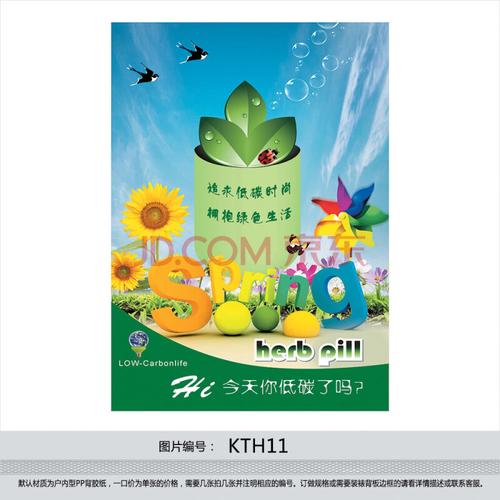 追求低碳时尚
拥抱绿色生活
JD.COM 京东
Spring
herb pill
LOW-Carbonlife
Hi 今天你低碳了吗?
图片编号： KTH11
默认材质为户内型PP背胶纸，一口价为单张的价格，需要几张拍几张并注明相应的编号。订做规格或需要装裱背板边框的请看详情描述或联系客服。